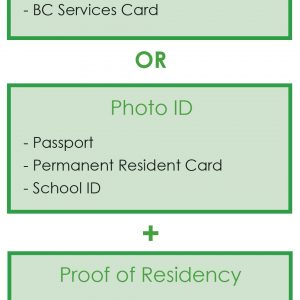 - BC Services Card
OR
Photo ID
- Passport
- Permanent Resident Card
- School ID
+
Proof of Residency